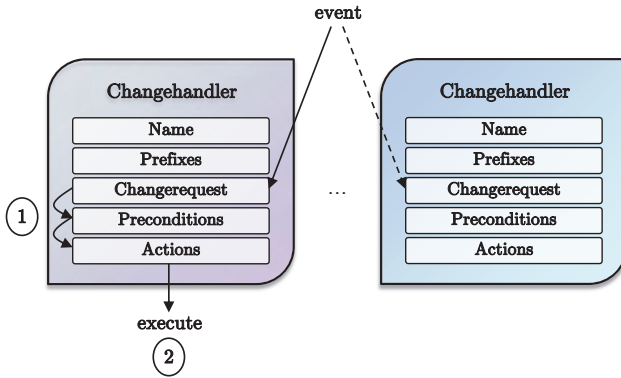 event
Changehandler
Name
Prefixes
Changerequest
Preconditions
Actions
1
execute
2
...
Changehandler
Name
Prefixes
Changerequest
Preconditions
Actions